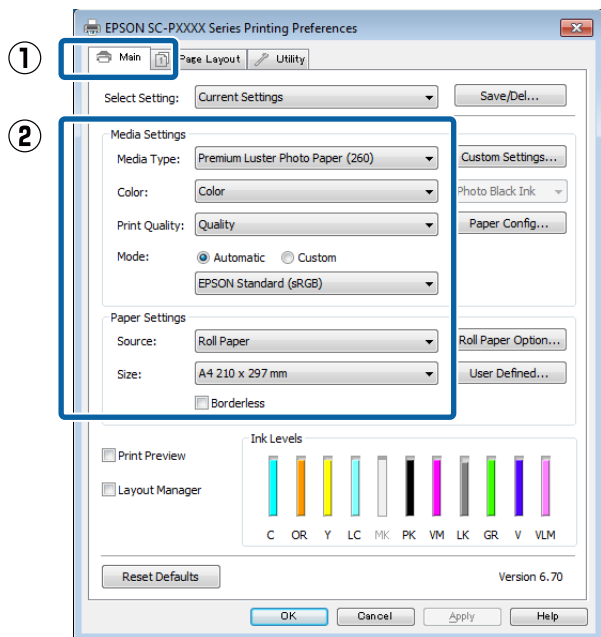 EPSON SC-PXXXX Series Printing Preferences
① Main Page Layout Utility
Select Setting: Current Settings Save/Del...
② Media Settings
Media Type: Premium Luster Photo Paper (260) Custom Settings...
Color: Color Photo Black Ink
Print Quality: Quality Paper Config...
Mode: Automatic Custom
EPSON Standard (sRGB)
Paper Settings
Source: Roll Paper Roll Paper Option...
Size: A4 210 x 297 mm User Defined...
Borderless
Ink Levels
Print Preview
Layout Manager
C OR Y LC MK PK VM LK GR V VLM
Reset Defaults Version 6.70
OK Cancel Apply Help